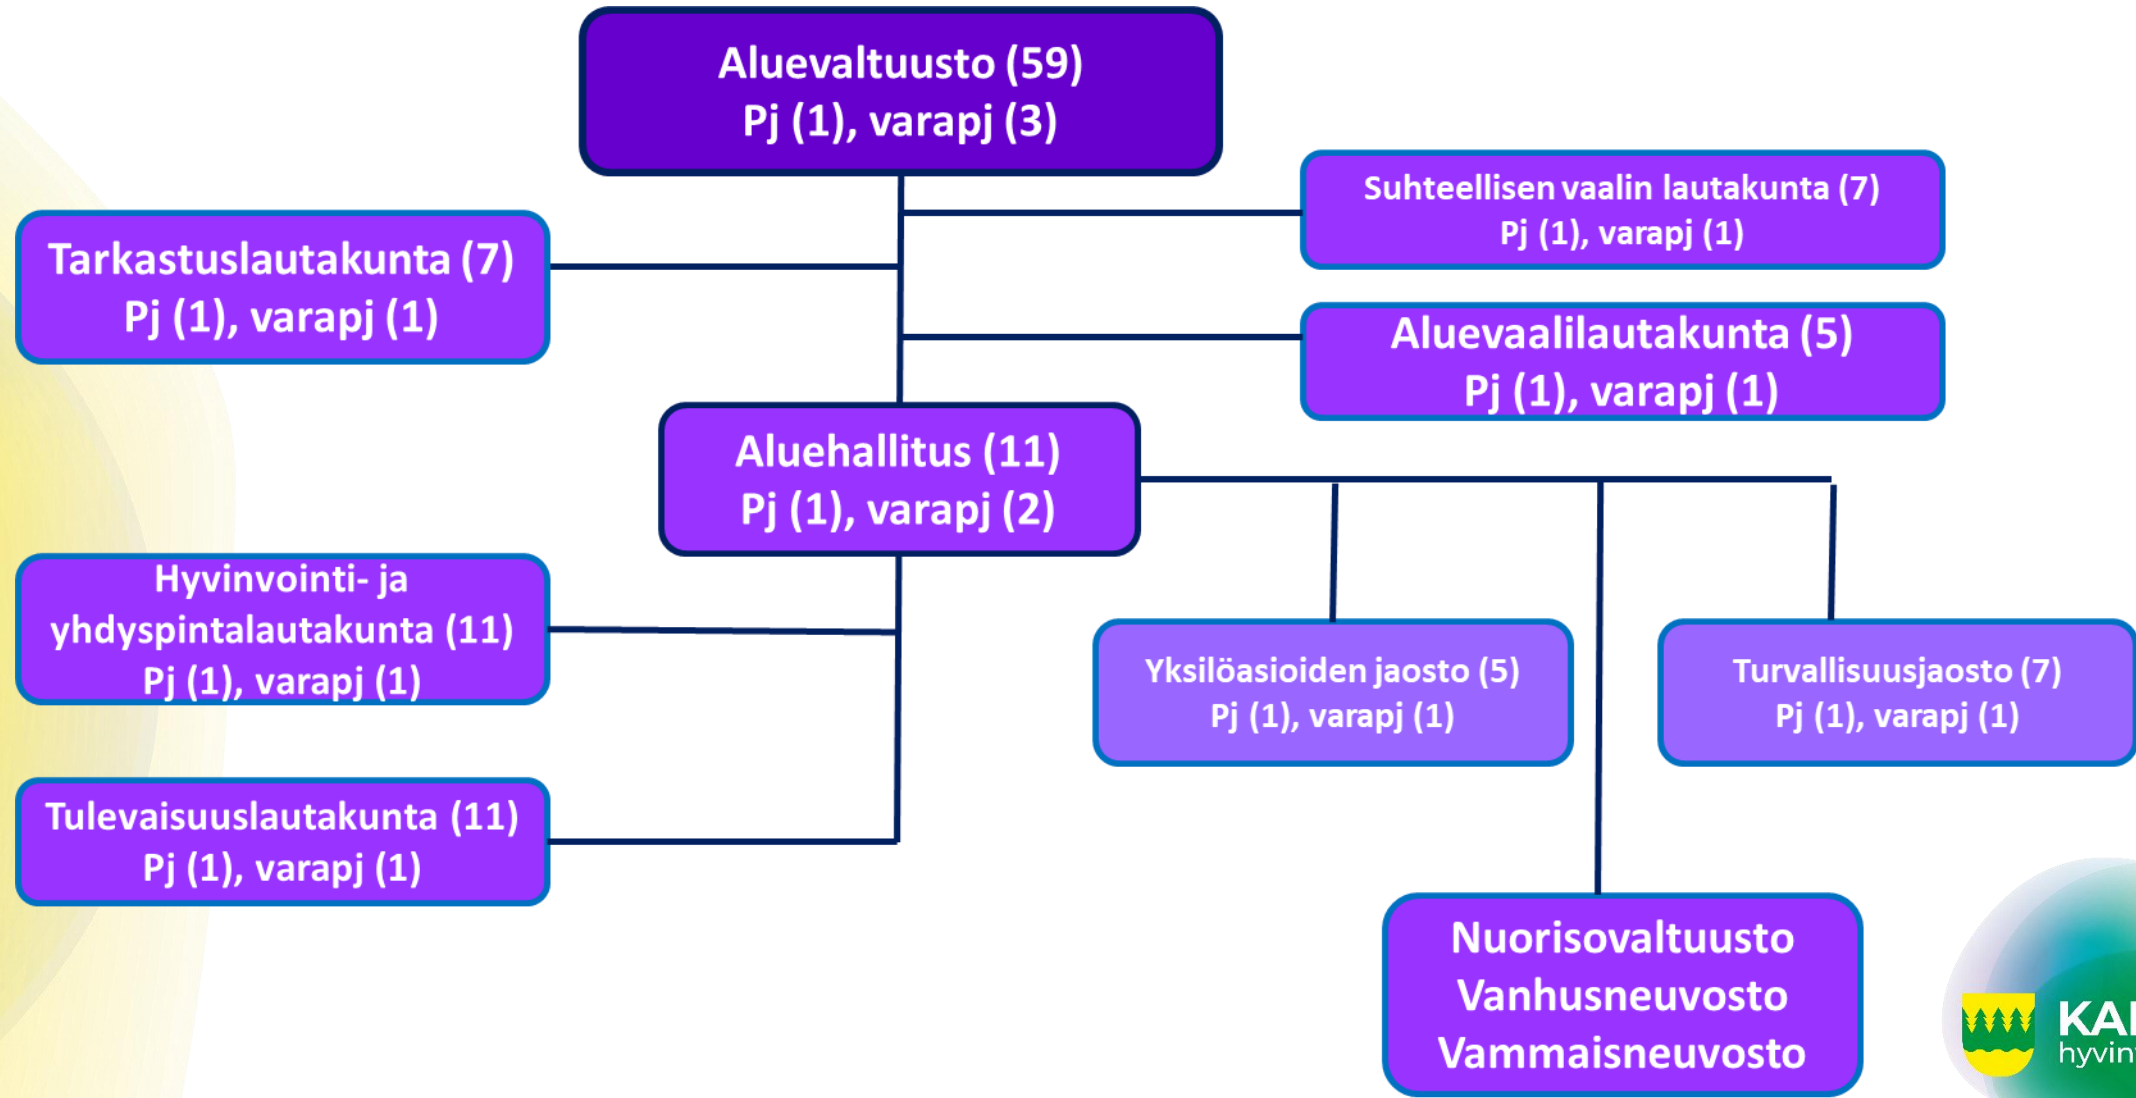 Aluevaltuusto (59)
Pj (1), varapj (3)
Suhteellisen vaalin lautakunta (7)
Pj (1), varapj (1)
Tarkastuslautakunta (7)
Pj (1), varapj (1)
Aluevaalilautakunta (5)
Pj (1), varapj (1)
Aluehallitus (11)
Pj (1), varapj (2)
Hyvinvointi- ja
yhdyspintalautakunta (11)
Pj (1), varapj (1)
Yksilöasioiden jaosto (5)
Pj (1), varapj (1)
Turvallisuusjaosto (7)
Pj (1), varapj (1)
Tulevaisuuslautakunta (11)
Pj (1), varapj (1)
Nuorisovaltuusto
Vanhusneuvosto
Vammaisneuvosto